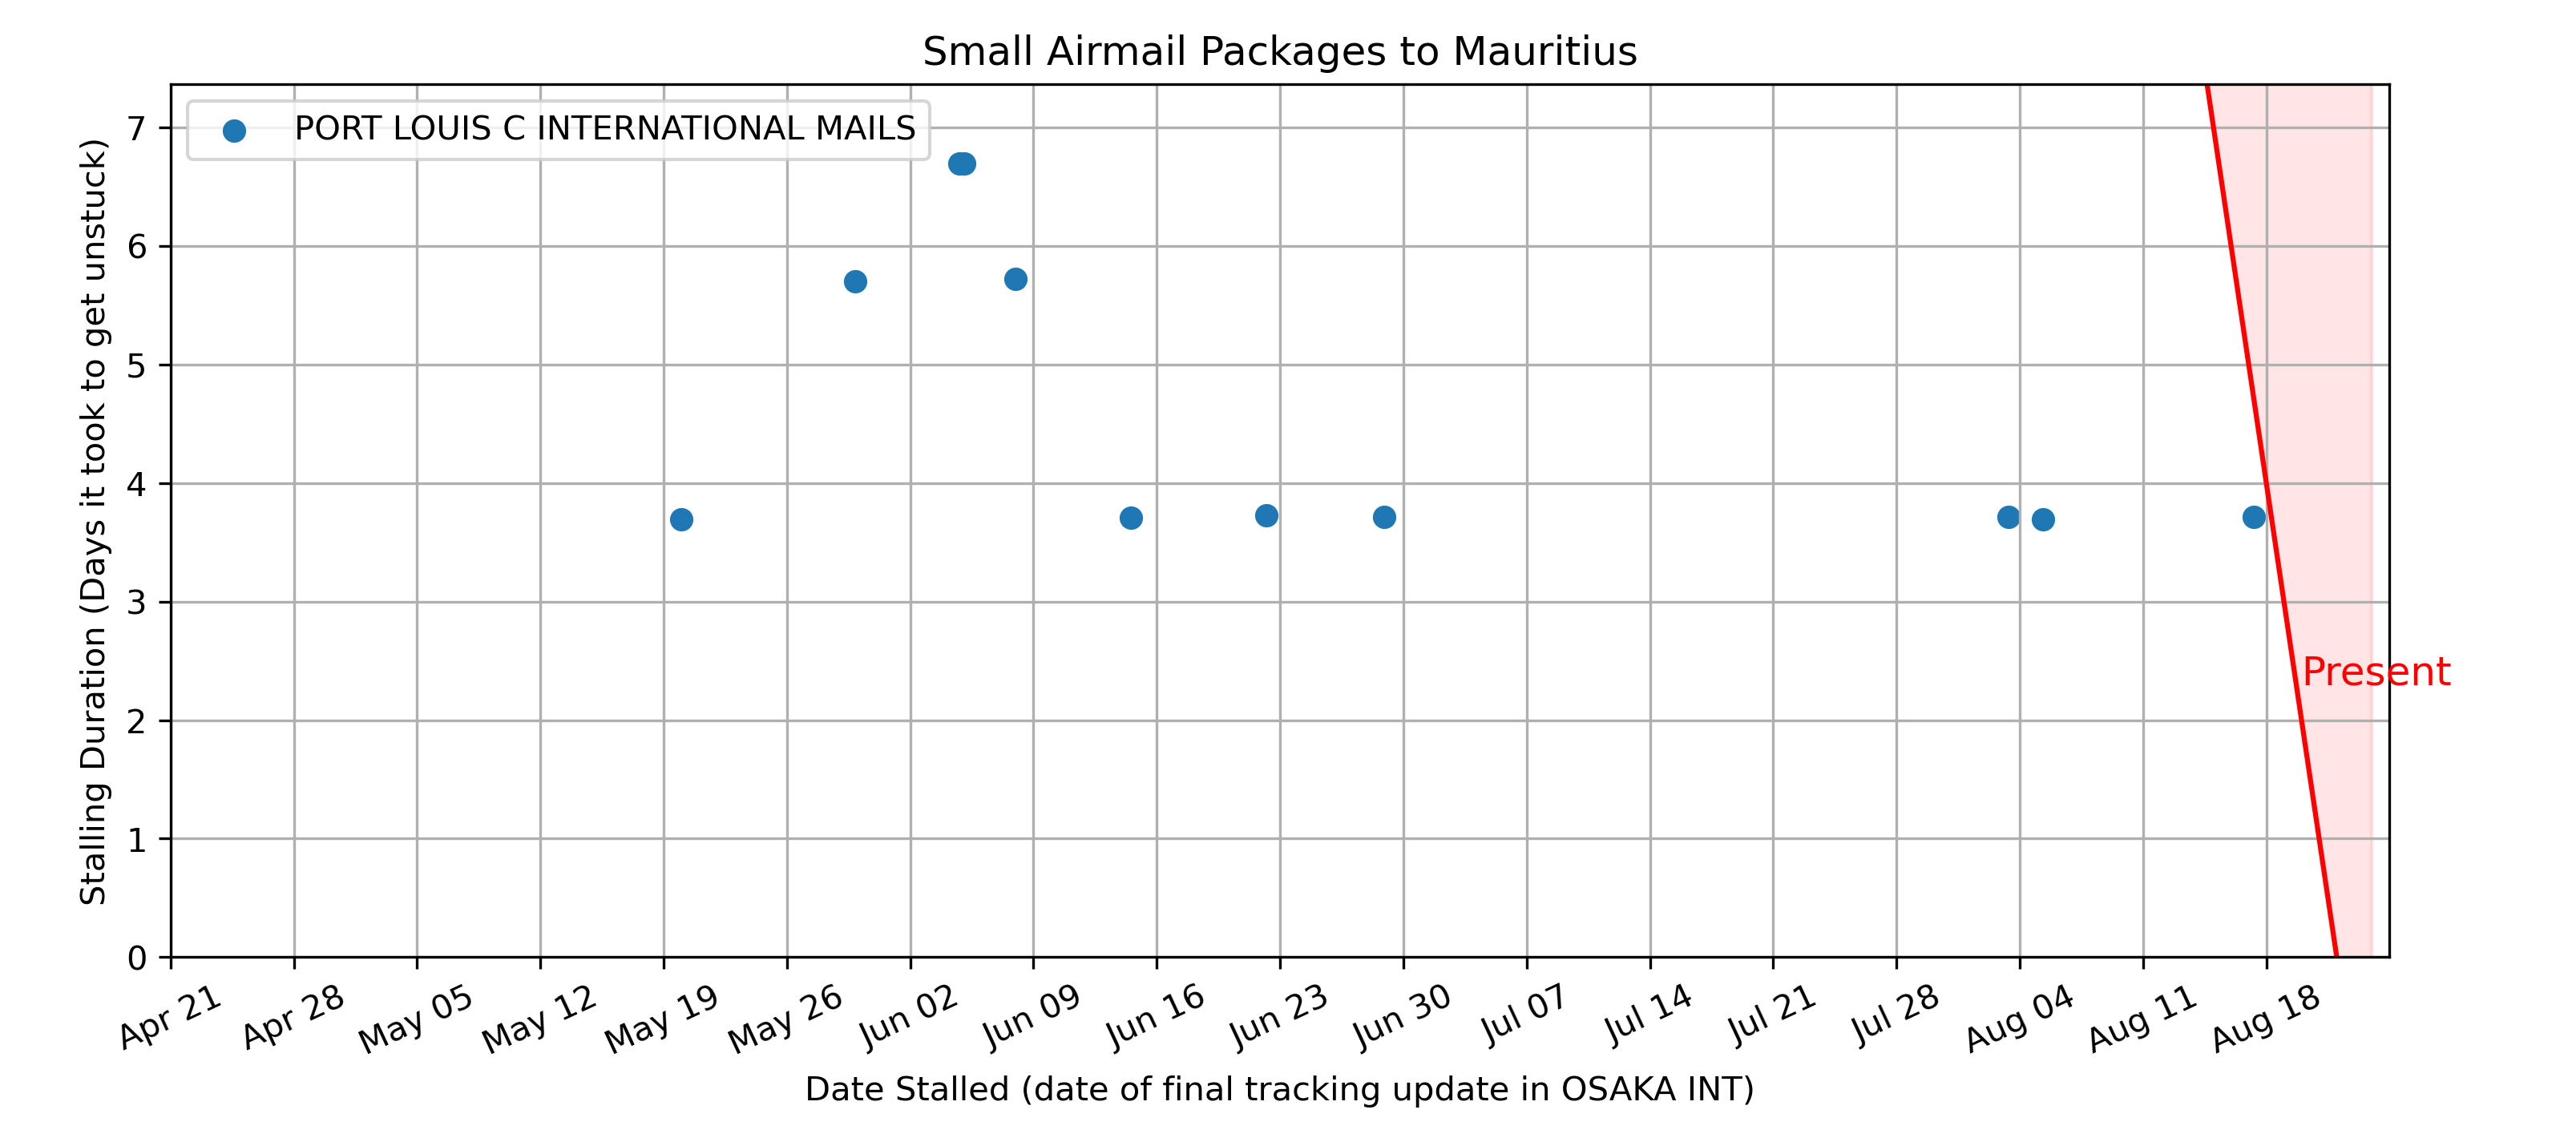 Small Airmail Packages to Mauritius
PORT LOUIS C INTERNATIONAL MAILS
Stalling Duration (Days it took to get unstuck)
7
6
5
4
3
2
1
0
Present
Apr 21
Apr 28
May 05
May 12
May 19
May 26
Jun 02
Jun 09
Jun 16
Jun 23
Jun 30
Jul 07
Jul 14
Jul 21
Jul 28
Aug 04
Aug 11
Aug 18
Date Stalled (date of final tracking update in OSAKA INT)